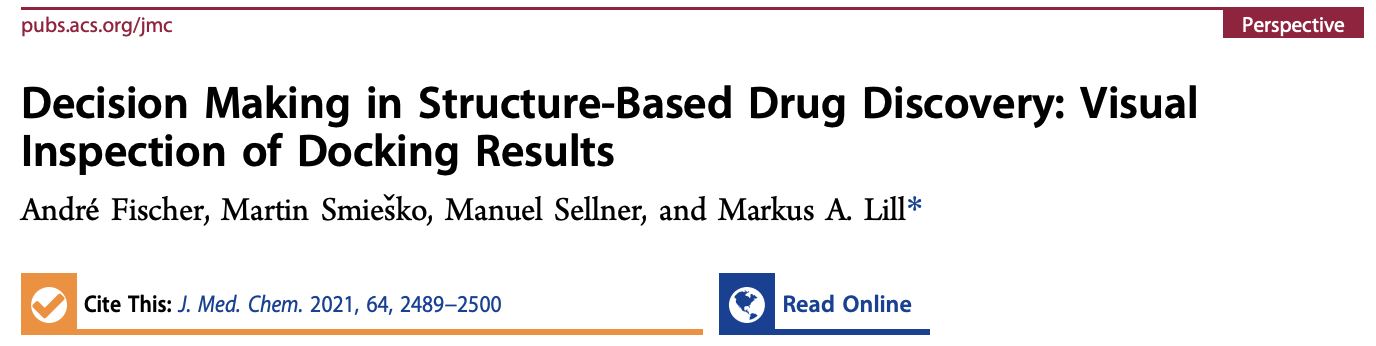 pubs.acs.org/jmc
Perspective
Decision Making in Structure-Based Drug Discovery: Visual
Inspection of Docking Results
André Fischer, Martin Smieško, Manuel Sellner, and Markus A. Lill*
Cite This: J. Med. Chem. 2021, 64, 2489–2500
Read Online